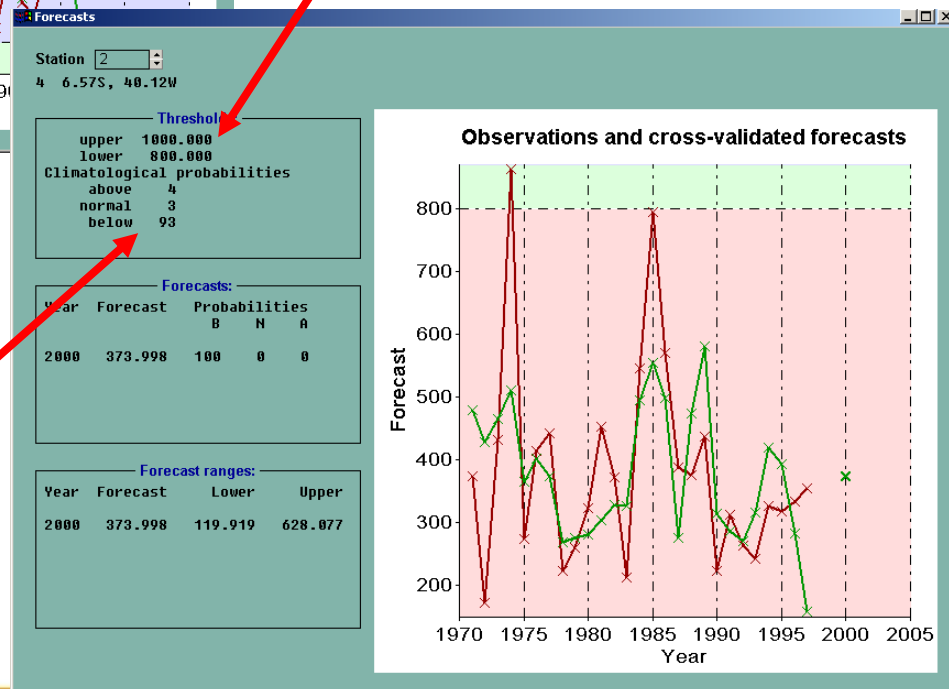 Forecasts
Station 2
4 6.57S, 40.12W
upper 1000.000
lower 800.000
Climatological probabilities
above 4
normal 3
below 93
Forecasts:
Year Forecast Probabilities
B N A
2000 373.998 100 0 0
Forecast ranges:
Year Forecast Lower Upper
2000 373.998 119.919 628.077
Observations and cross-validated forecasts
800
700
600
500
400
300
200
Forecast
1970 1975 1980 1985 1990 1995 2000 2005
Year